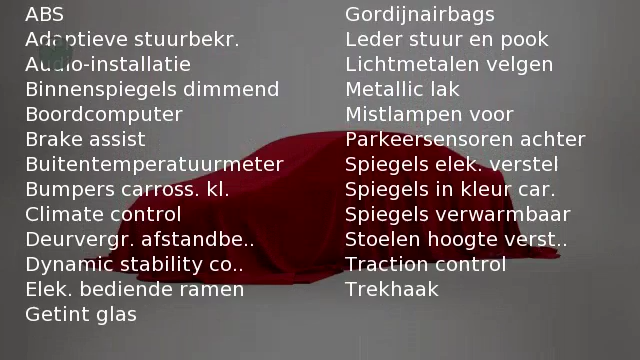 ABS
Adaptieve stuurbekr.
Audio-installatie
Binnenspiegels dimmend
Boordcomputer
Brake assist
Buitentemperatuurmeter
Bumpers carross. kl.
Climate control
Deurvergr. afstandbe..
Dynamic stability co..
Elek. bediende ramen
Getint glas
Gordijnairbags
Leder stuur en pook
Lichtmetalen velgen
Metallic lak
Mistlampen voor
Parkeersensoren achter
Spiegels elek. verstel
Spiegels in kleur car.
Spiegels verwarmbaar
Stoelen hoogte verst..
Traction control
Trekhaak